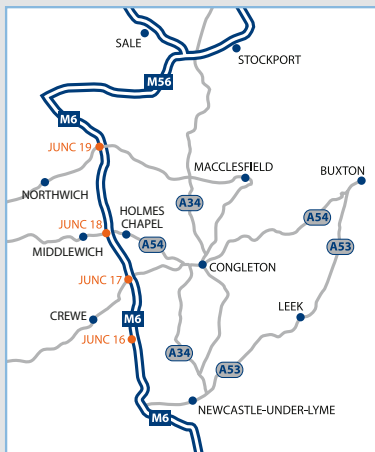 SALE
STOCKPORT
M56
M6
JUNC 19
MACCLESFIELD
BUXTON
NORTHWICH
A34
HOLMES
CHAPEL
JUNC 18
A54
A54
MIDDLEWICH
A53
CONGLETON
JUNC 17
LEEK
CREWE
M6
JUNC 16
A34
A53
NEWCASTLE-UNDER-LYME
M6